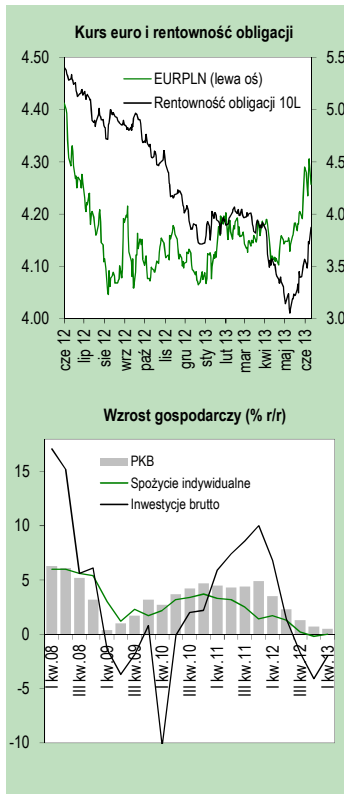 Kurs euro i rentowność obligacji
4.50 5.5
EURPLN (lewa oś)
Rentowność obligacji 10L
4.40 5.0
4.30 4.5
4.20 4.0
4.10 3.5
4.00 3.0
cze 12
lip 12
sie 12
wrz 12
paź 12
lis 12
gru 12
sty 13
lut 13
mar 13
kwi 13
maj 13
cze 13
Wzrost gospodarczy (% r/r)
PKB
Spożycie indywidualne
Inwestycje brutto
15
10
5
0
-5
-10
I kw.08
III kw.08
I kw.09
III kw.09
I kw.10
III kw.10
I kw.11
III kw.11
I kw.12
III kw.12
I kw.13